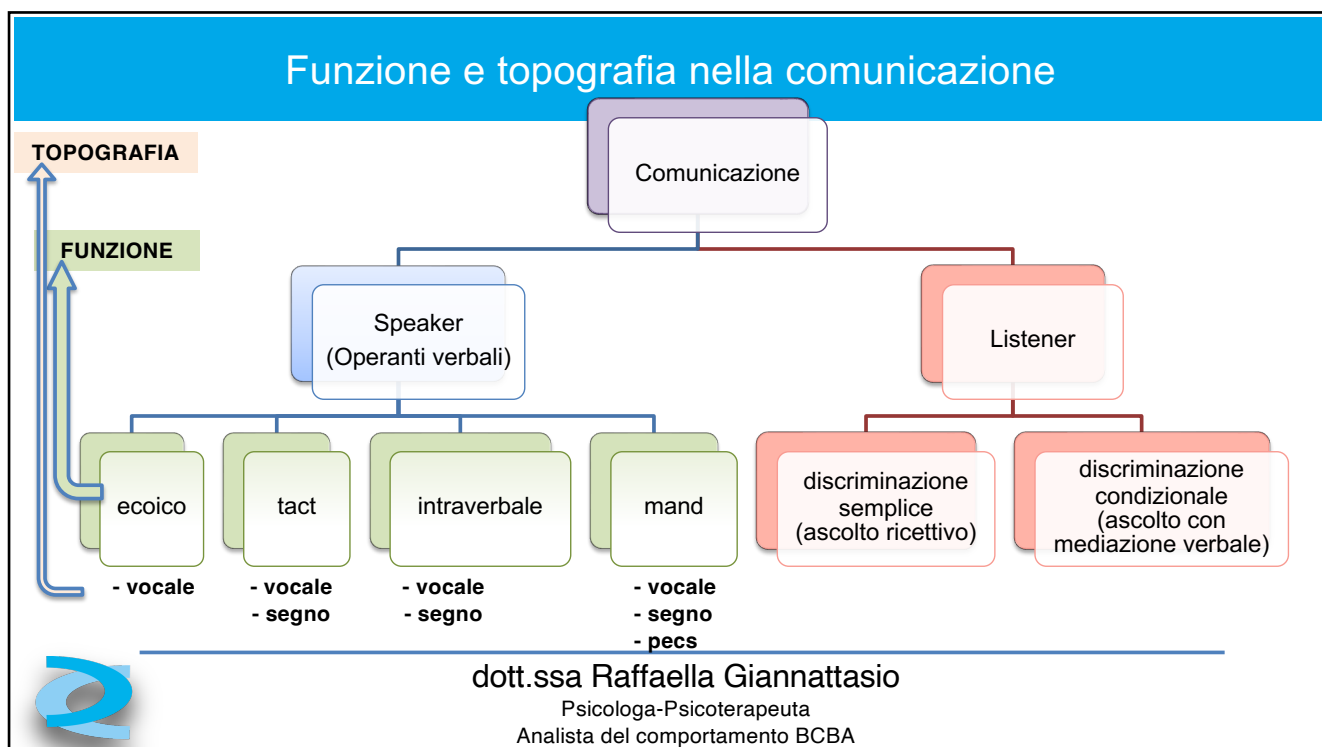 Funzione e topografia nella comunicazione
TOPOGRAFIA
Comunicazione
FUNZIONE
Speaker
(Operanti verbali)
Listener
ecoico
tact
intraverbale
mand
discriminazione
semplice
(ascolto ricettivo)
discriminazione
condizionale
(ascolto con
mediazione verbale)
- vocale
- vocale
- segno
- vocale
- segno
- vocale
- segno
- pecs
dott.ssa Raffaella Giannattasio
Psicologa-Psicoterapeuta
Analista del comportamento BCBA